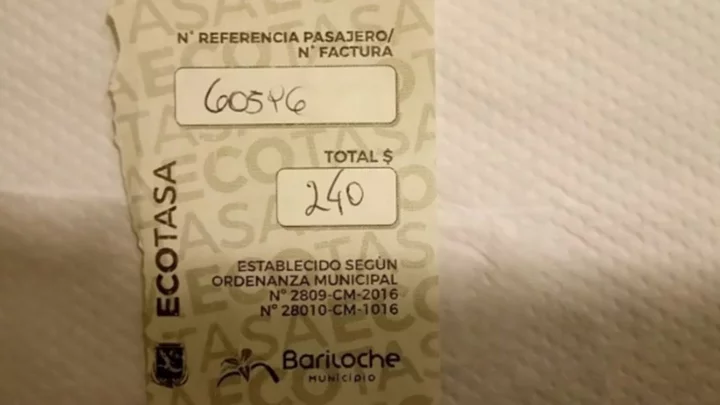 N° REFERENCIA PASAJERO/
N° FACTURA
60546
TOTAL $
240
ECOTASA
ESTABLECIDO SEGÚN
ORDENANZA MUNICIPAL
N° 2809-CM-2016
N° 28010-CM-1016
Bariloche
MUNICIPIO